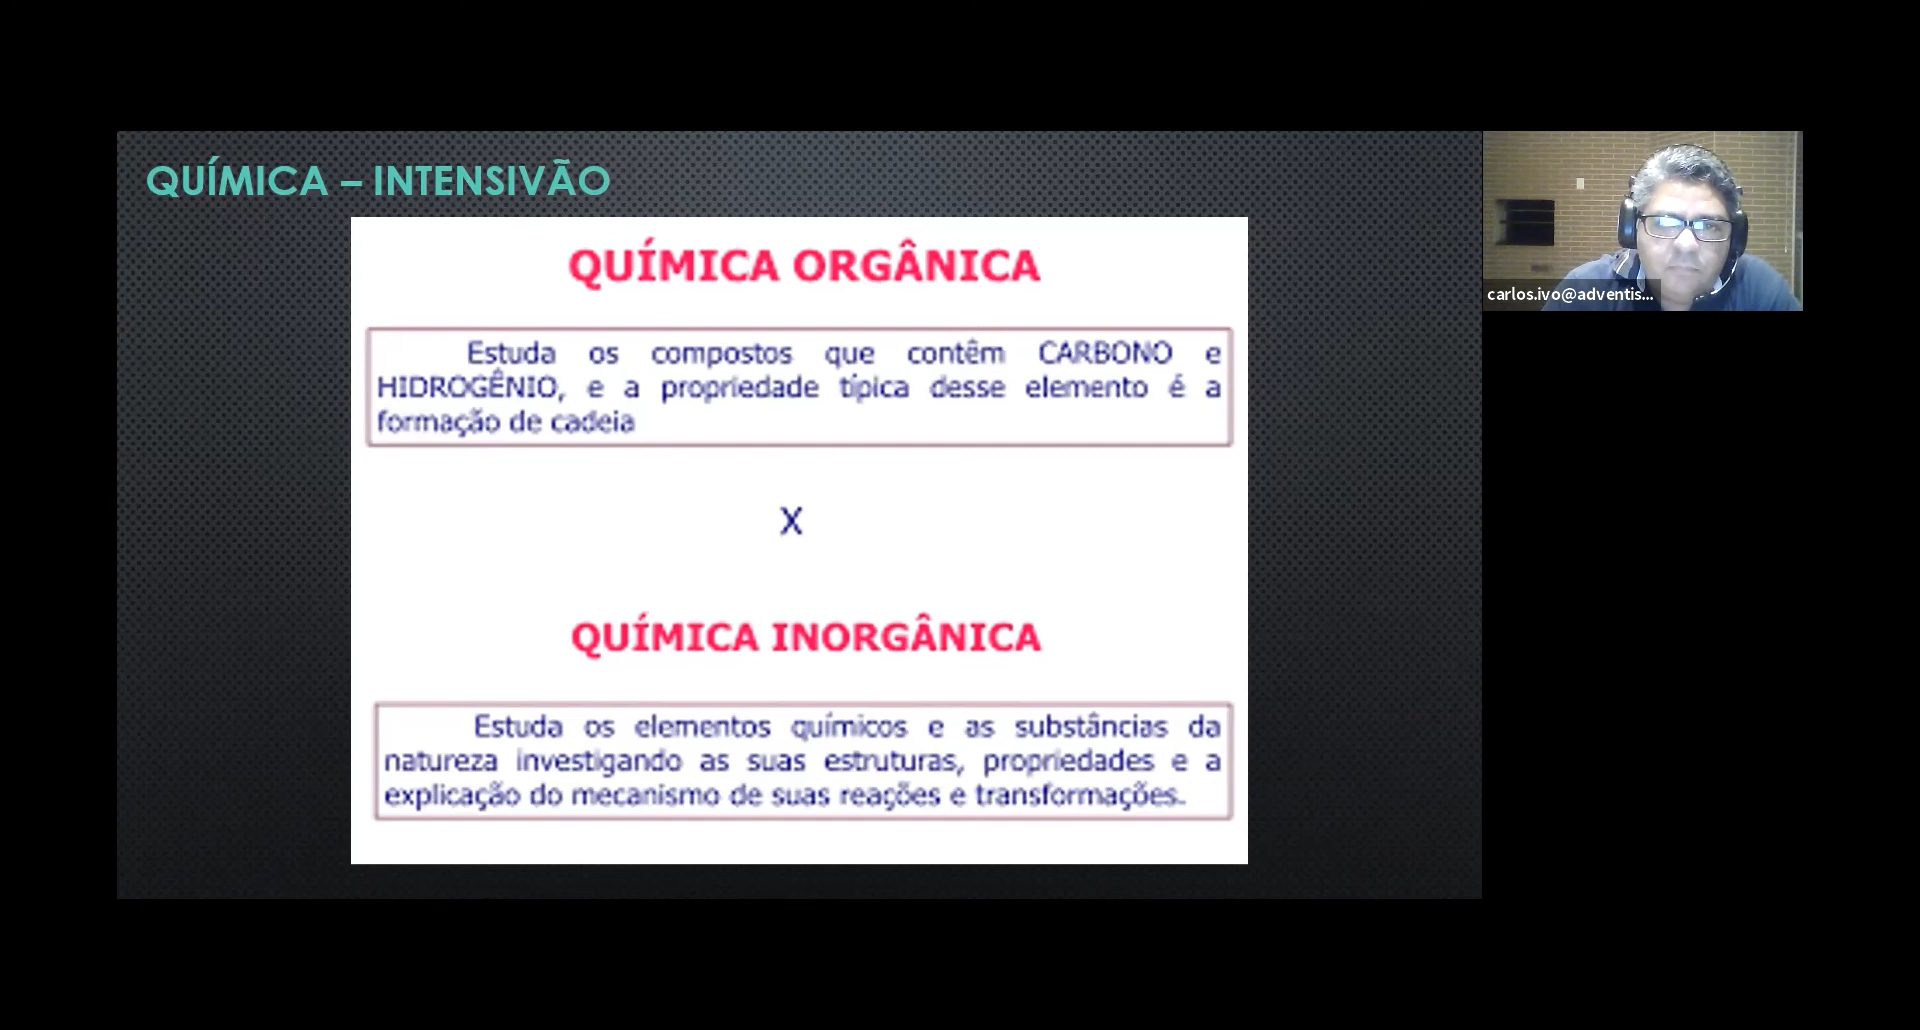 QUÍMICA – INTENSIVÃO
QUÍMICA ORGÂNICA
Estuda os compostos que contêm CARBONO e
HIDROGÊNIO, e a propriedade típica desse elemento é a
formação de cadeia
X
QUÍMICA INORGÂNICA
Estuda os elementos químicos e as substâncias da
natureza investigando as suas estruturas, propriedades e a
explicação do mecanismo de suas reações e transformações.
carlos.ivo@adventis...